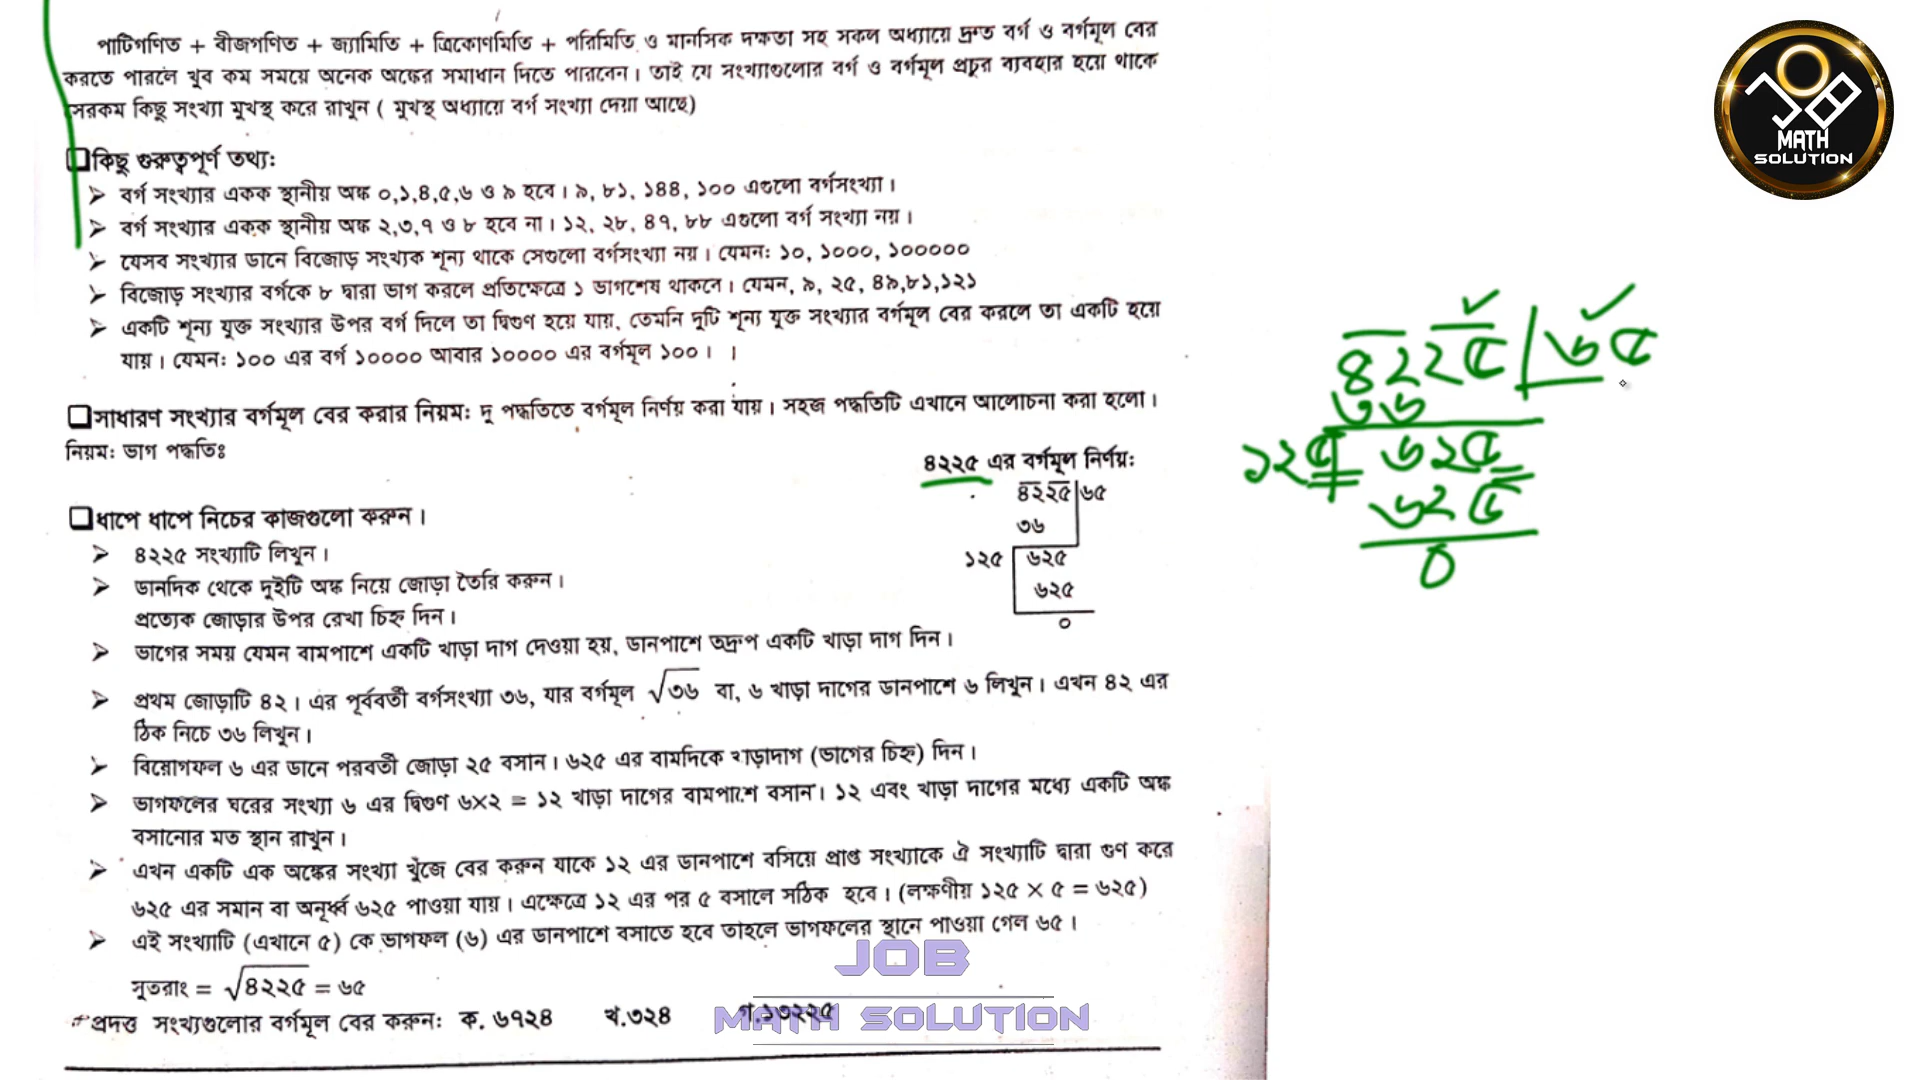 পাটিগণিত + বীজগণিত + জ্যামিতি + ত্রিকোণমিতি + পরিমিতি ও মানসিক দক্ষতা সহ সকল অধ্যায়ে দ্রুত বর্গ ও বর্গমূল বের
করতে পারলে খুব কম সময়ে অনেক অঙ্কের সমাধান দিতে পারবেন। তাই যে সংখ্যাগুলোর বর্গ ও বর্গমূল প্রচুর ব্যবহার হয়ে থাকে
সেরকম কিছু সংখ্যা মুখস্থ করে রাখুন ( মুখস্থ অধ্যায়ে বর্গ সংখ্যা দেয়া আছে)
❑কিছু গুরুত্বপূর্ণ তথ্য:
➢ বর্গ সংখ্যার একক স্থানীয় অঙ্ক ০,১,৪,৫,৬ ও ৯ হবে। ৯, ৮১, ১৪৪, ১০০ এগুলো বর্গসংখ্যা।
➢ বর্গ সংখ্যার একক স্থানীয় অঙ্ক ২,৩,৭ ও ৮ হবে না। ১২, ২৮, ৪৭, ৮৮ এগুলো বর্গ সংখ্যা নয়।
➢ যেসব সংখ্যার ডানে বিজোড় সংখ্যক শূন্য থাকে সেগুলো বর্গসংখ্যা নয়। যেমন: ১০, ১০০০, ১০০০০০
➢ বিজোড় সংখ্যার বর্গকে ৮ দ্বারা ভাগ করলে প্রতিক্ষেত্রে ১ ভাগশেষ থাকবে। যেমন, ৯, ২৫, ৪৯,৮১,১২১
➢ একটি শূন্য যুক্ত সংখ্যার উপর বর্গ দিলে তা দ্বিগুণ হয়ে যায়, তেমনি দুটি শূন্য যুক্ত সংখ্যার বর্গমূল বের করলে তা একটি হয়ে
যায়। যেমন: ১০০ এর বর্গ ১০০০০ আবার ১০০০০ এর বর্গমূল ১০০। ।
❑সাধারণ সংখ্যার বর্গমূল বের করার নিয়ম: দু পদ্ধতিতে বর্গমূল নির্ণয় করা যায়। সহজ পদ্ধতিটি এখানে আলোচনা করা হলো।
নিয়ম: ভাগ পদ্ধতিঃ
৪২২৫ এর বর্গমূল নির্ণয়:
৪২২৫|৬৫
৩৬
১২৫ ৬২৫
৬২৫
০
❑ধাপে ধাপে নিচের কাজগুলো করুন।
➢ ৪২২৫ সংখ্যাটি লিখুন।
➢ ডানদিক থেকে দুইটি অঙ্ক নিয়ে জোড়া তৈরি করুন।
প্রত্যেক জোড়ার উপর রেখা চিহ্ন দিন।
➢ ভাগের সময় যেমন বামপাশে একটি খাড়া দাগ দেওয়া হয়, ডানপাশে তদ্রুপ একটি খাড়া দাগ দিন।
➢ প্রথম জোড়াটি ৪২। এর পূর্ববর্তী বর্গসংখ্যা ৩৬, যার বর্গমূল √৩৬ বা, ৬ খাড়া দাগের ডানপাশে ৬ লিখুন। এখন ৪২ এর
ঠিক নিচে ৩৬ লিখুন।
➢ বিয়োগফল ৬ এর ডানে পরবর্তী জোড়া ২৫ বসান। ৬২৫ এর বামদিকে খাড়াদাগ (ভাগের চিহ্ন) দিন।
➢ ভাগফলের ঘরের সংখ্যা ৬ এর দ্বিগুণ ৬×২ = ১২ খাড়া দাগের বামপাশে বসান। ১২ এবং খাড়া দাগের মধ্যে একটি অঙ্ক
বসানোর মত স্থান রাখুন।
➢ এখন একটি এক অঙ্কের সংখ্যা খুঁজে বের করুন যাকে ১২ এর ডানপাশে বসিয়ে প্রাপ্ত সংখ্যাকে ঐ সংখ্যাটি দ্বারা গুণ করে
৬২৫ এর সমান বা অনূর্ধ্ব ৬২৫ পাওয়া যায়। এক্ষেত্রে ১২ এর পর ৫ বসালে সঠিক হবে। (লক্ষণীয় ১২৫ × ৫ = ৬২৫)
➢ এই সংখ্যাটি (এখানে ৫) কে ভাগফল (৬) এর ডানপাশে বসাতে হবে তাহলে ভাগফলের স্থানে পাওয়া গেল ৬৫।
সুতরাং = √৪২২৫ = ৬৫
# প্রদত্ত সংখ্যগুলোর বর্গমূল বের করুন: ক. ৬৭২৪ খ.৩২৪ গ.১৩২২৫
JOB
MATH SOLUTION
৪২২৫|৬৫
৩৬
১২৫ ৬২৫
৬২৫
০
JOB
MATH
SOLUTION